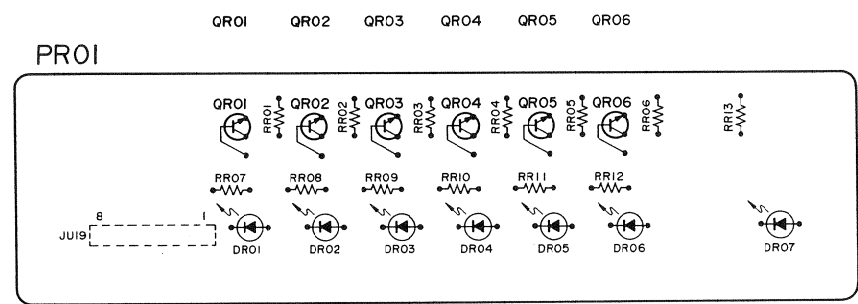 QR01 QR02 QR03 QR04 QR05 QR06
PR01
QR01 RR01 QR02 RR02 QR03 RR03 QR04 RR04 QR05 RR05 QR06 RR06 RR13
RR07 RR08 RR09 RR10 RR11 RR12
8 1
JU19
DR01 DR02 DR03 DR04 DR05 DR06 DR07